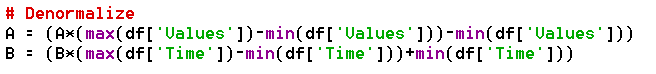 # Denormalize
A = (A*(max(df['Values'])-min(df['Values']))-min(df['Values']))
B = (B*(max(df['Time'])-min(df['Time']))+min(df['Time']))